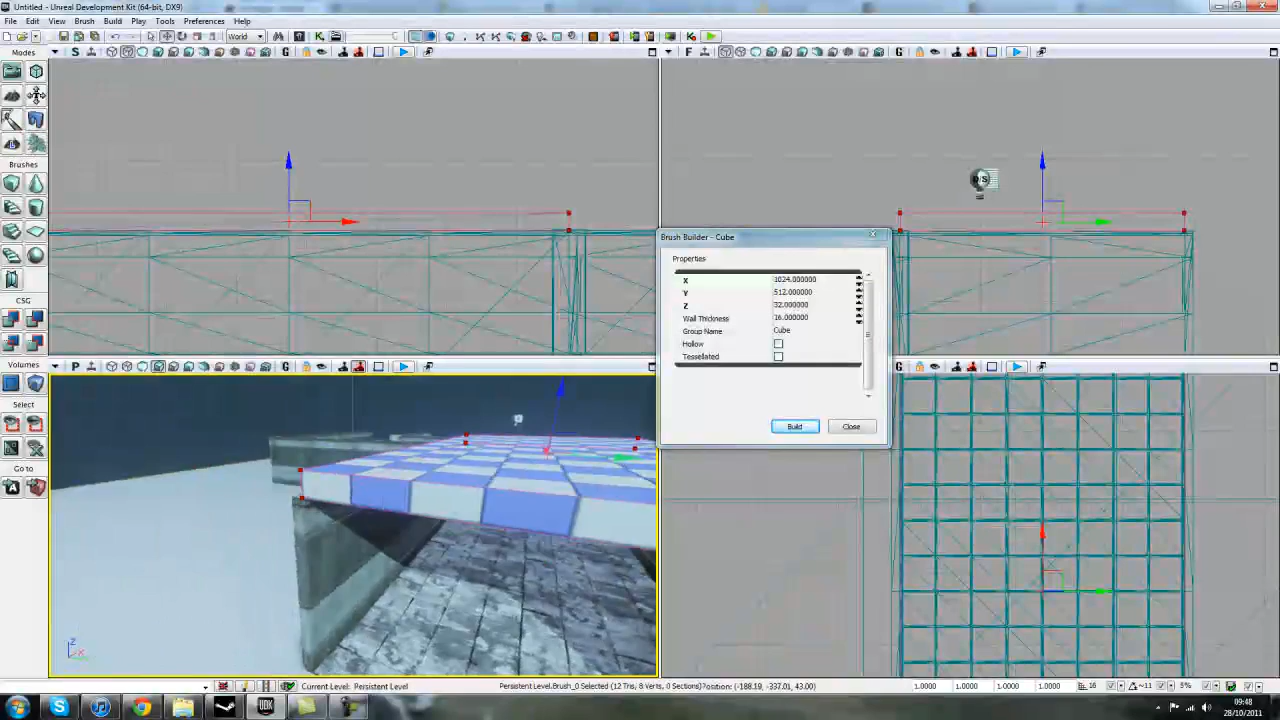 Untitled - Unreal Development Kit (64-bit, DX9)
File Edit View Brush Build Play Tools Preferences Help
World
Modes
S G
F G
Brushes
CSG
Volumes
Select
Go to
Brush Builder - Cube
Properties
X 1024.000000
Y 512.000000
Z 32.000000
Wall Thickness 16.000000
Group Name Cube
Hollow
Tessellated
Build Close
P G
G
Z
X
Current Level: Persistent Level Persistent Level.Brush_0 Selected (12 Tris, 8 Verts, 0 Sections) Position: (-188.19, -337.01, 43.00) 1.0000 1.0000 1.0000 1.0000 16 ~11 5%
UDK
09:48
28/10/2011